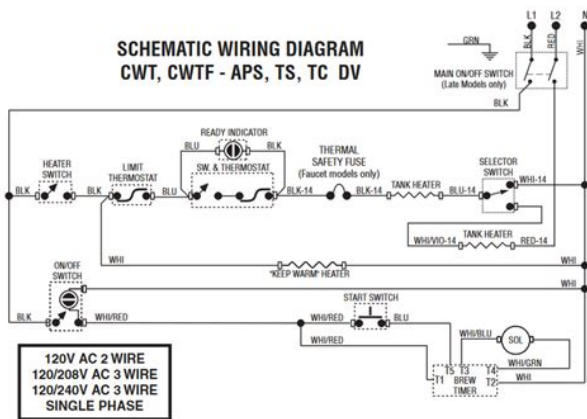 L1 L2 N
BLK
RED
WHI
GRN
SCHEMATIC WIRING DIAGRAM
CWT, CWTF - APS, TS, TC DV
MAIN ON/OFF SWITCH
(Late Models only)
BLK
READY INDICATOR
BLU
BLK
HEATER
SWITCH
LIMIT
THERMOSTAT
SW. & THERMOSTAT
THERMAL
SAFETY FUSE
(Faucet models only)
SELECTOR
SWITCH
BLK
BLK
BLU
BLK-14
BLK-14
TANK HEATER
BLU-14
WHI-14
TANK HEATER
WHI/VIO-14
RED-14
WHI
"KEEP WARM" HEATER
WHI
ON/OFF
SWITCH
WHI
START SWITCH
BLK
WHI/RED
WHI/RED
BLU
WHI/RED
WHI/BLU
SOL
WHI/GRN
WHI
T5 T3 T4
T1 BREW T2
TIMER
120V AC 2 WIRE
120/208V AC 3 WIRE
120/240V AC 3 WIRE
SINGLE PHASE